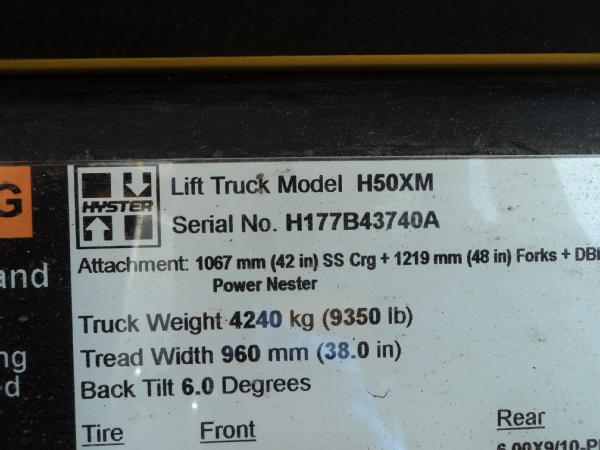 HYSTER
Lift Truck Model H50XM
Serial No. H177B43740A
Attachment: 1067 mm (42 in) SS Crg + 1219 mm (48 in) Forks + DBL
Power Nester
Truck Weight 4240 kg (9350 lb)
Tread Width 960 mm (38.0 in)
Back Tilt 6.0 Degrees
Tire Front Rear
G
and
ng
d